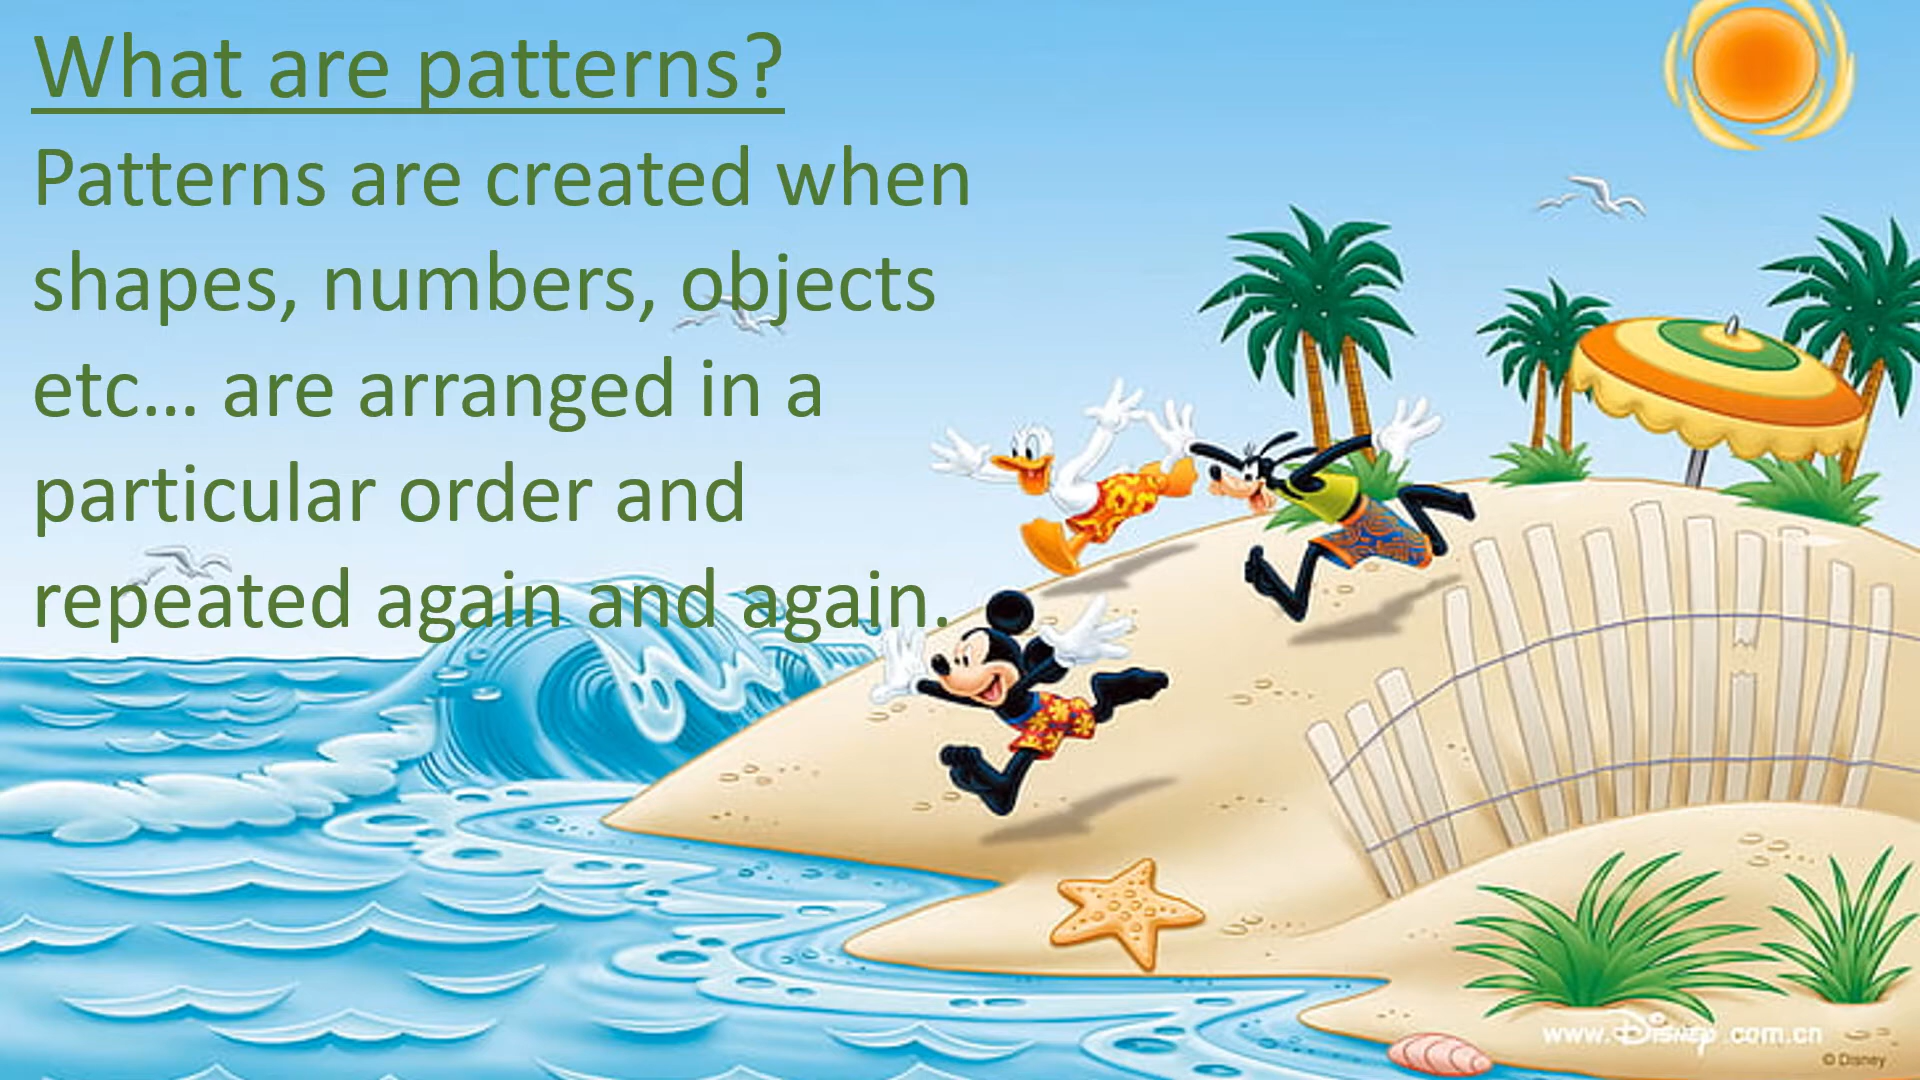 What are patterns?
Patterns are created when
shapes, numbers, objects
etc... are arranged in a
particular order and
repeated again and again.
www.Disney.com.cn
© Disney